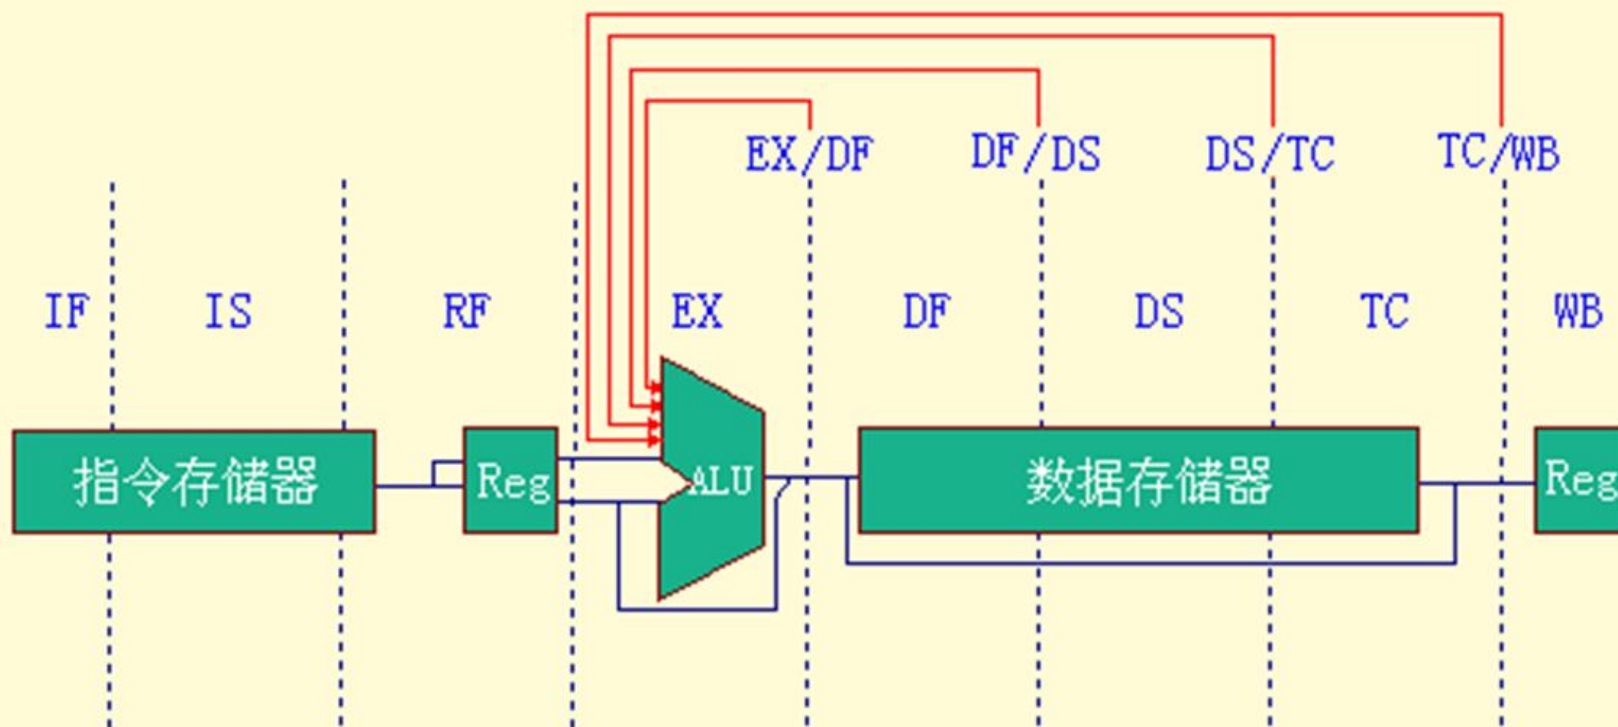 EX/DF DF/DS DS/TC TC/WB
IF IS RF EX DF DS TC WB
指令存储器 Reg ALU 数据存储器 Reg